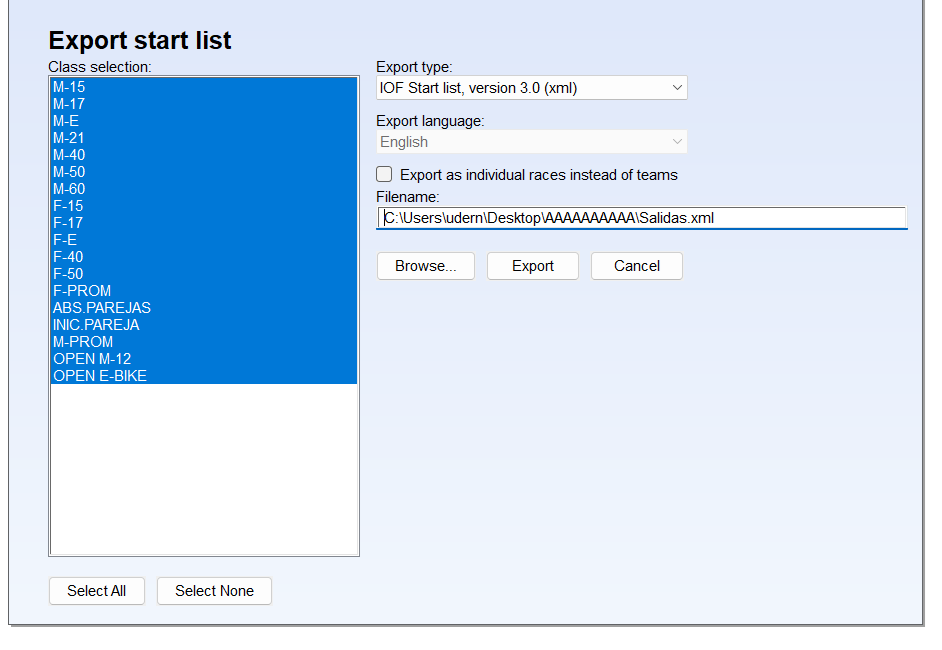 Export start list
Class selection:
M-15
M-17
M-E
M-21
M-40
M-50
M-60
F-15
F-17
F-E
F-40
F-50
F-PROM
ABS.PAREJAS
INIC.PAREJA
M-PROM
OPEN M-12
OPEN E-BIKE
Select All
Select None
Export type:
IOF Start list, version 3.0 (xml)
Export language:
English
Export as individual races instead of teams
Filename:
C:\Users\udern\Desktop\AAAAAAAAAA\Salidas.xml
Browse...
Export
Cancel